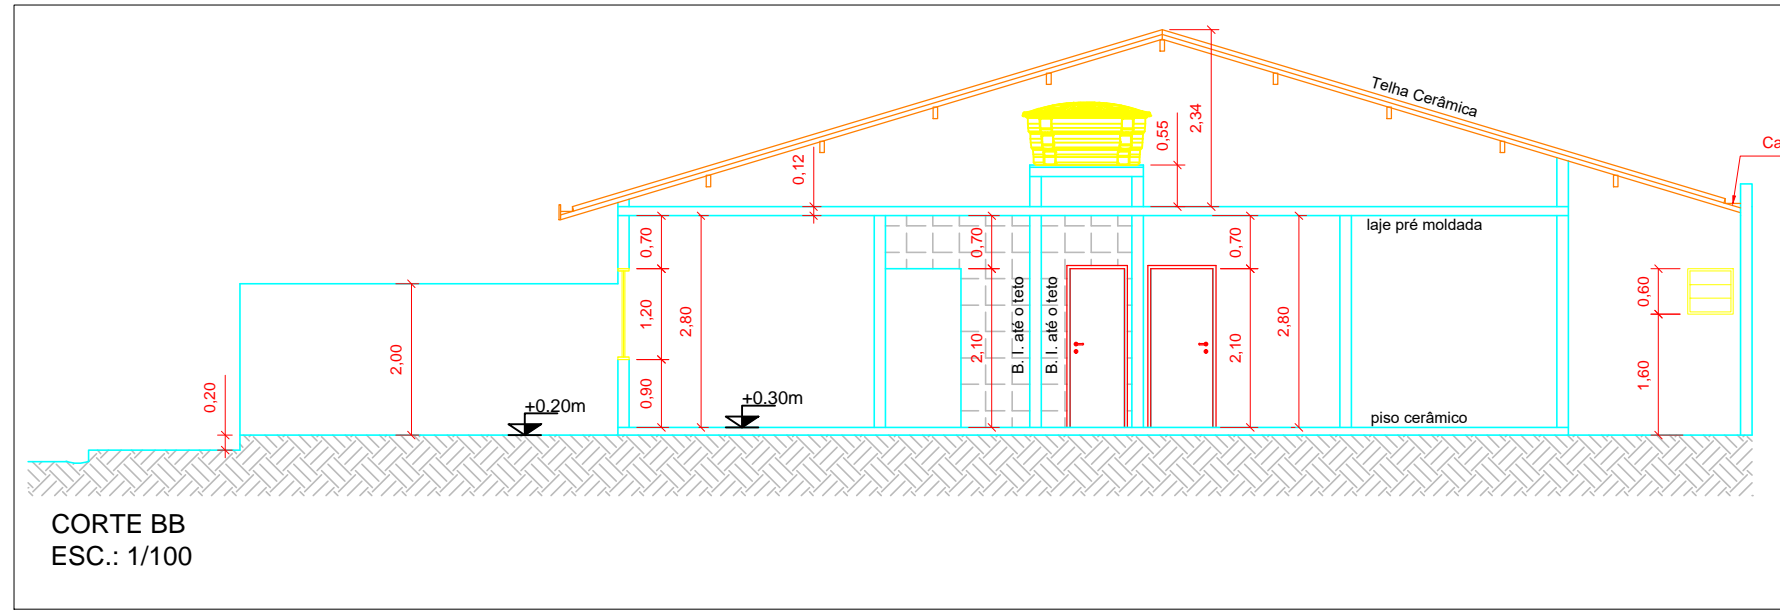 Telha Cerâmica
Ca
2,34
0,55
0,12
laje pré moldada
0,70
0,70
0,70
B. I. até o teto
B. I. até o teto
0,60
1,20
2,80
2,80
2,00
2,10
2,10
1,60
0,90
0,20
+0.20m
+0.30m
piso cerâmico
CORTE BB
ESC.: 1/100